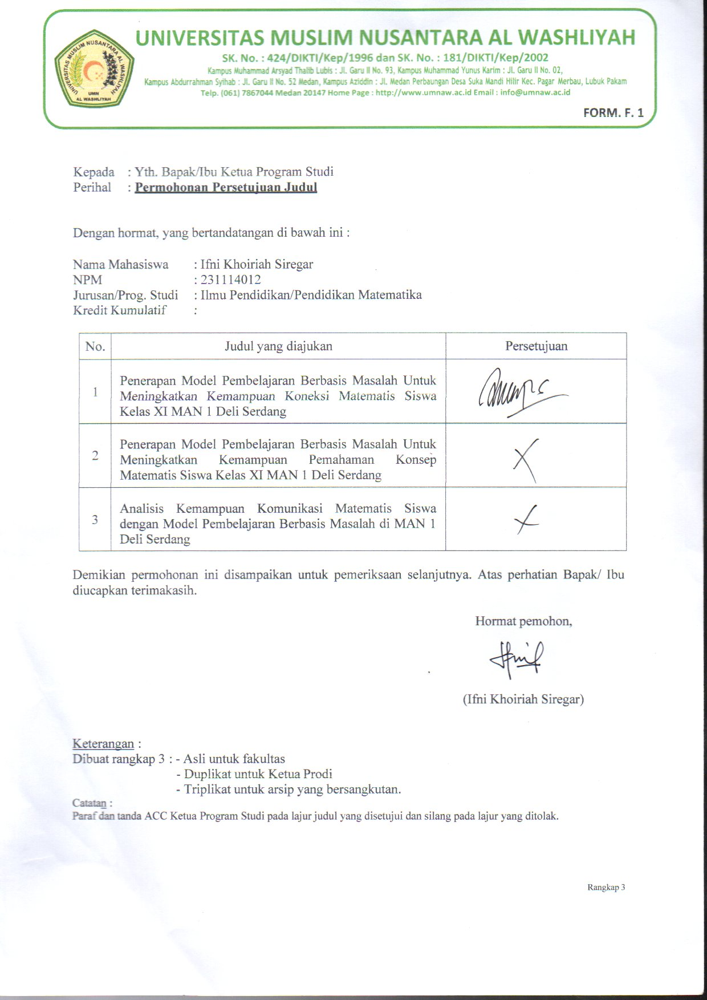 UNIVERSITAS MUSLIM NUSANTARA AL WASHLIYAH
UMN
AL WASHLIYAH
UNIVERSITAS MUSLIM NUSANTARA AL WASHLIYAH
SK. No. : 424/DIKTI/Kep/1996 dan SK. No. : 181/DIKTI/Kep/2002
Kampus Muhammad Arsyad Thalib Lubis : Jl. Garu II No. 93, Kampus Muhammad Yunus Karim : Jl. Garu II No. 02,
Kampus Abdurrahman Syihab : Jl. Garu II No. 52 Medan, Kampus Aziddin : Jl. Medan Perbaungan Desa Suka Mandi Hilir Kec. Pagar Merbau, Lubuk Pakam
Telp. (061) 7867044 Medan 20147 Home Page : http://www.umnaw.ac.id Email : info@umnaw.ac.id
FORM. F. 1
Kepada : Yth. Bapak/Ibu Ketua Program Studi
Perihal : Permohonan Persetujuan Judul
Dengan hormat, yang bertandatangan di bawah ini :
Nama Mahasiswa : Ifni Khoiriah Siregar
NPM : 231114012
Jurusan/Prog. Studi : Ilmu Pendidikan/Pendidikan Matematika
Kredit Kumulatif :
No. Judul yang diajukan Persetujuan
1 Penerapan Model Pembelajaran Berbasis Masalah Untuk
Meningkatkan Kemampuan Koneksi Matematis Siswa
Kelas XI MAN 1 Deli Serdang
2 Penerapan Model Pembelajaran Berbasis Masalah Untuk
Meningkatkan Kemampuan Pemahaman Konsep
Matematis Siswa Kelas XI MAN 1 Deli Serdang
3 Analisis Kemampuan Komunikasi Matematis Siswa
dengan Model Pembelajaran Berbasis Masalah di MAN 1
Deli Serdang
Demikian permohonan ini disampaikan untuk pemeriksaan selanjutnya. Atas perhatian Bapak/ Ibu
diucapkan terimakasih.
Hormat pemohon,
(Ifni Khoiriah Siregar)
Keterangan :
Dibuat rangkap 3 : - Asli untuk fakultas
- Duplikat untuk Ketua Prodi
- Triplikat untuk arsip yang bersangkutan.
Catatan :
Paraf dan tanda ACC Ketua Program Studi pada lajur judul yang disetujui dan silang pada lajur yang ditolak.
Rangkap 3